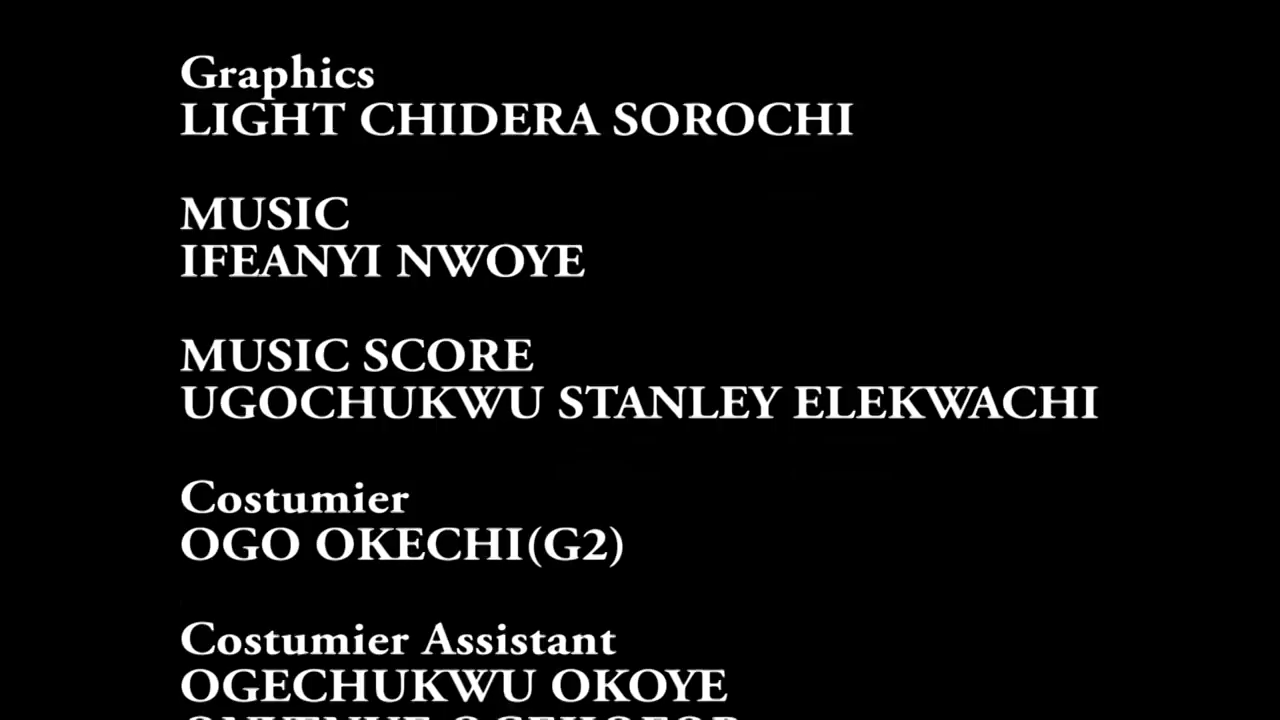 Graphics
LIGHT CHIDERA SOROCHI
MUSIC
IFEANYI NWOYE
MUSIC SCORE
UGOCHUKWU STANLEY ELEKWACHI
Costumier
OGO OKECHI(G2)
Costumier Assistant
OGECHUKWU OKOYE